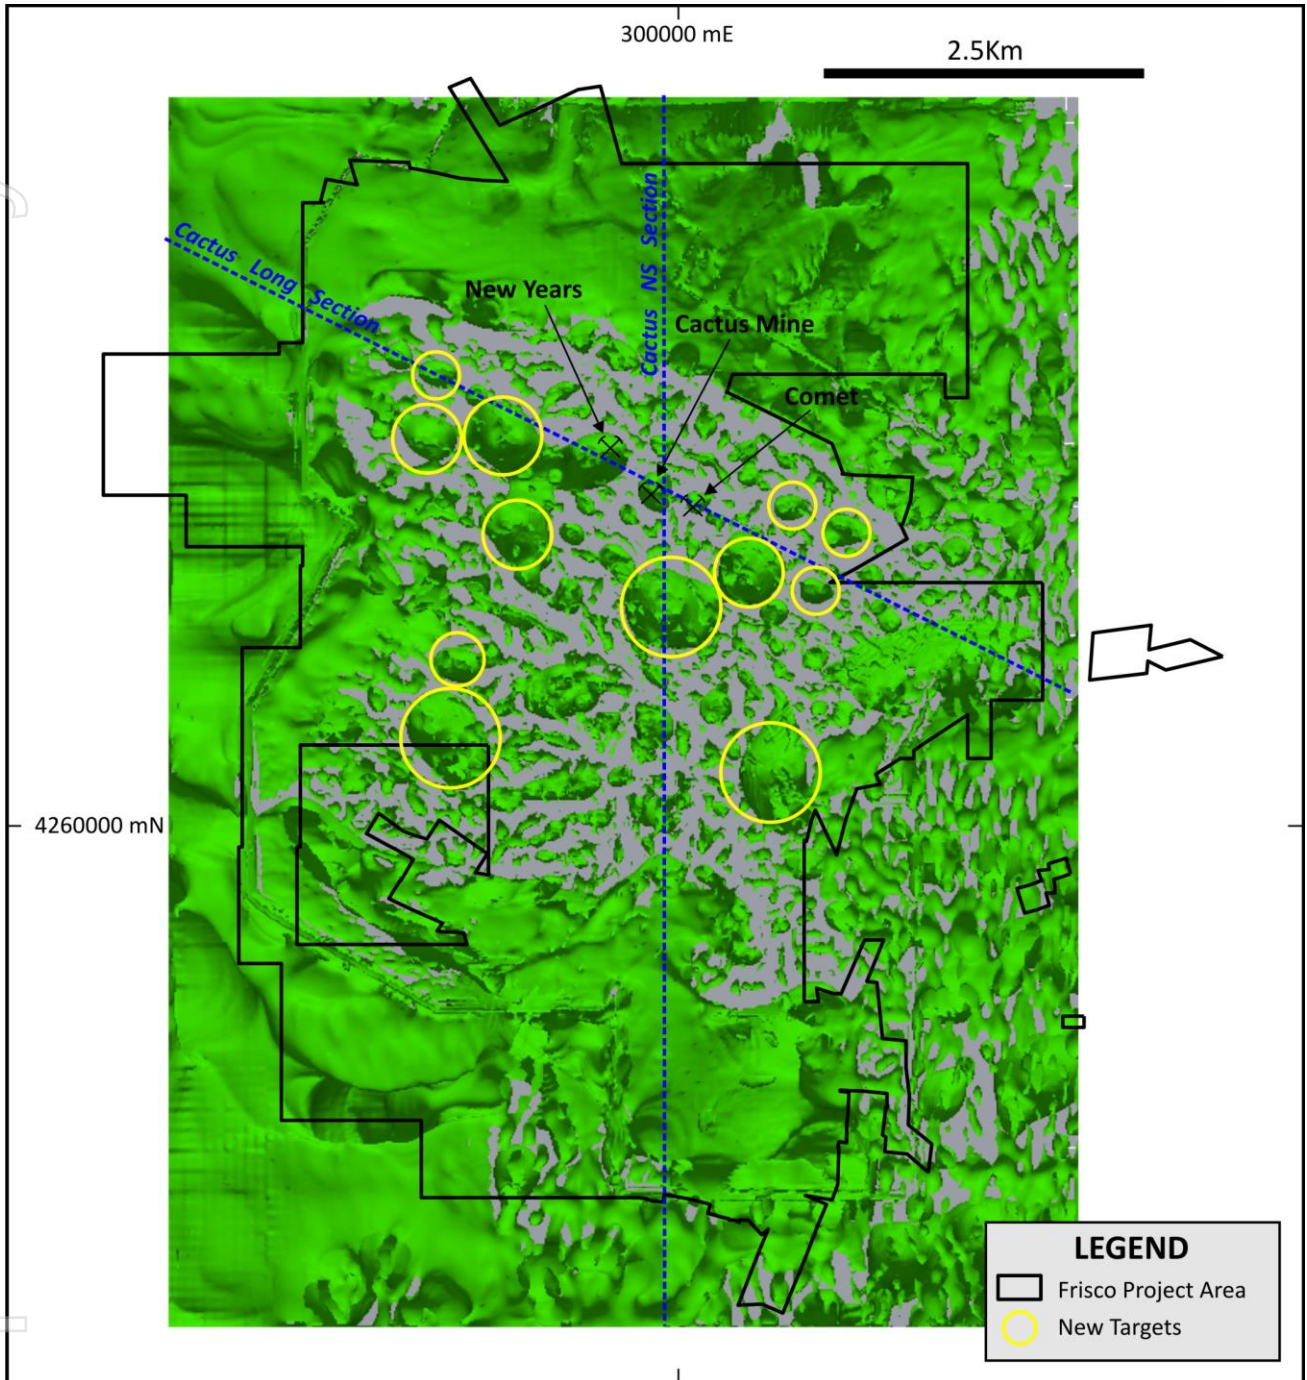 300000 mE
2.5Km
Cactus Long Section
Cactus NS Section
New Years
Cactus Mine
Comet
4260000 mN
LEGEND
Frisco Project Area
New Targets